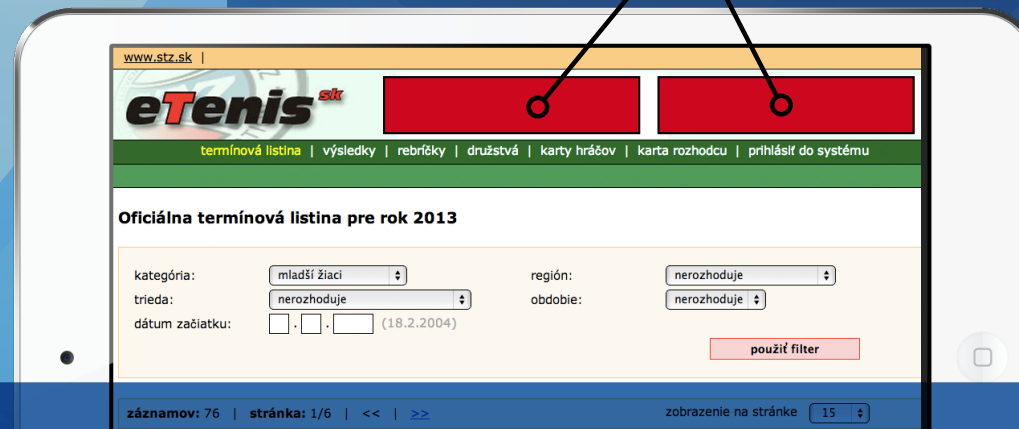 www.stz.sk |
eTenis sk
termínová listina | výsledky | rebríčky | družstvá | karty hráčov | karta rozhodcu | prihlásiť do systému
Oficiálna termínová listina pre rok 2013
kategória: mladší žiaci región: nerozhoduje
trieda: nerozhoduje obdobie: nerozhoduje
dátum začiatku: . . (18.2.2004)
použiť filter
záznamov: 76 | stránka: 1/6 | << | >> zobrazenie na stránke 15